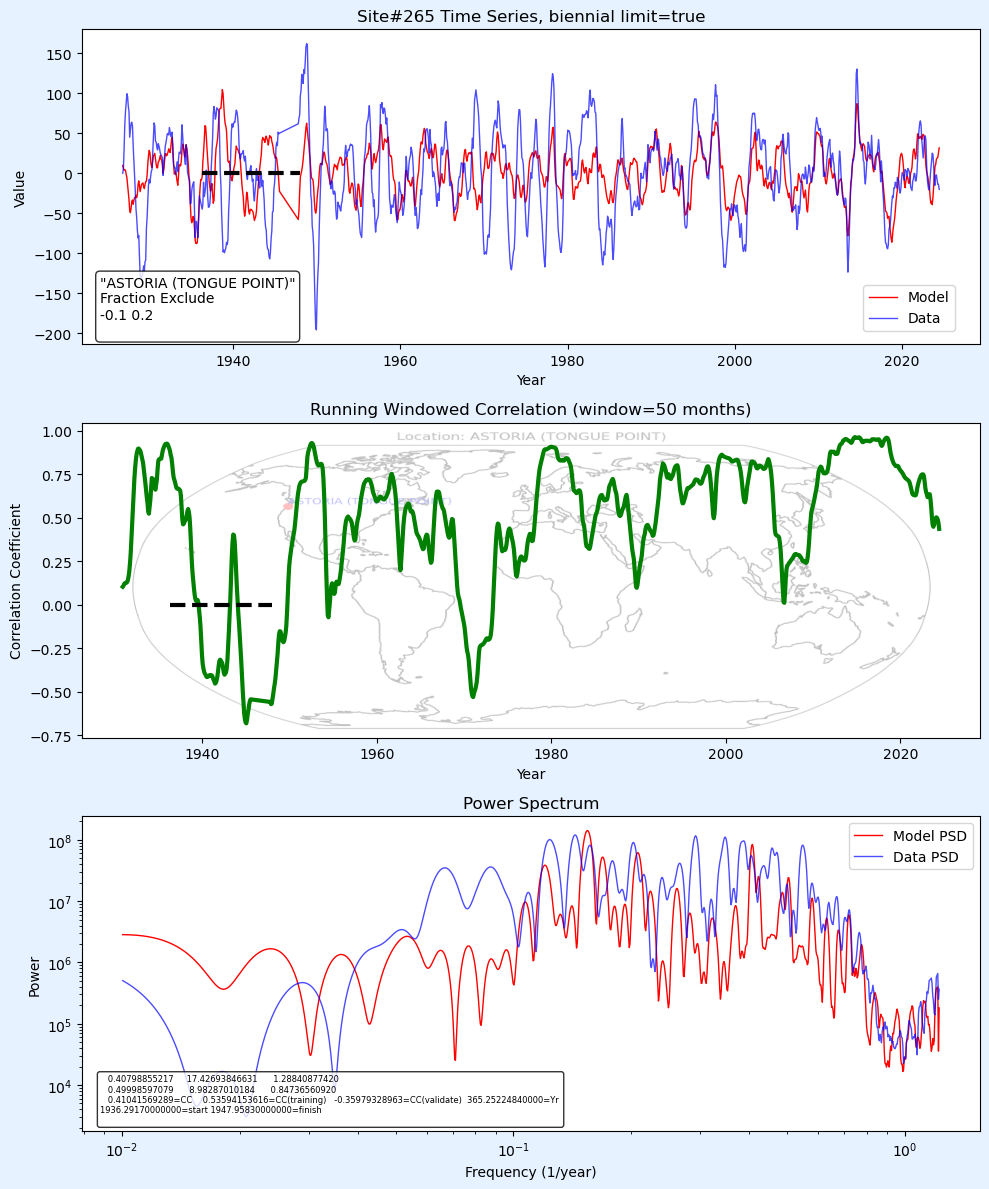 Site#265 Time Series, biennial limit=true
Value
150
100
50
0
−50
−100
−150
−200
"ASTORIA (TONGUE POINT)"
Fraction Exclude
-0.1 0.2
Model
Data
1940
1960
1980
2000
2020
Year
Running Windowed Correlation (window=50 months)
Location: ASTORIA (TONGUE POINT)
Correlation Coefficient
1.00
0.75
0.50
0.25
0.00
−0.25
−0.50
−0.75
1940
1960
1980
2000
2020
Year
Power Spectrum
Power
10^8
10^7
10^6
10^5
10^4
Model PSD
Data PSD
0.40798855217 17.42693846631 1.28840877420
0.49998597079 8.98287010184 0.84736560920
0.41041569289=CC 0.53594153616=CC(training) -0.35979328963=CC(validate) 365.25224840000=Yr
1936.29170000000=start 1947.95830000000=finish
10^−2
10^−1
10^0
Frequency (1/year)